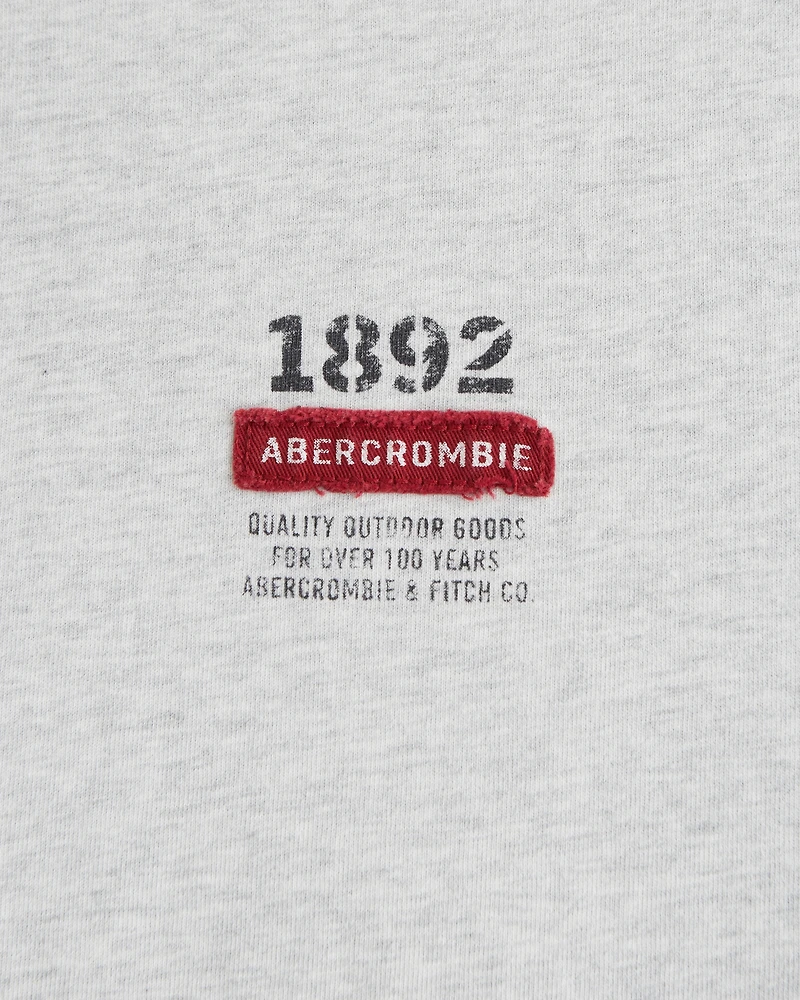 1892
ABERCROMBIE
QUALITY OUTDOOR GOODS
FOR OVER 100 YEARS
ABERCROMBIE & FITCH CO.